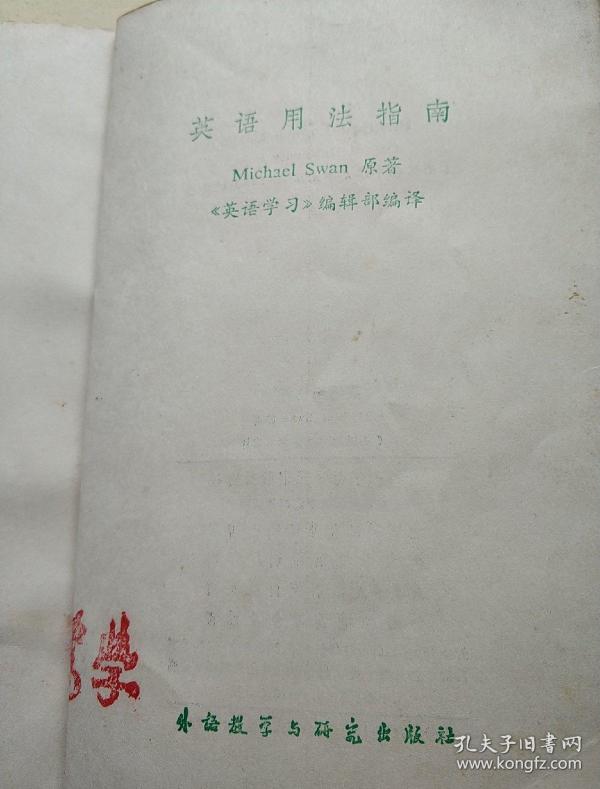 英语用法指南
Michael Swan 原著
《英语学习》编辑部编译
學
外语教学与研究出版社
孔夫子旧书网
www.kongfz.com